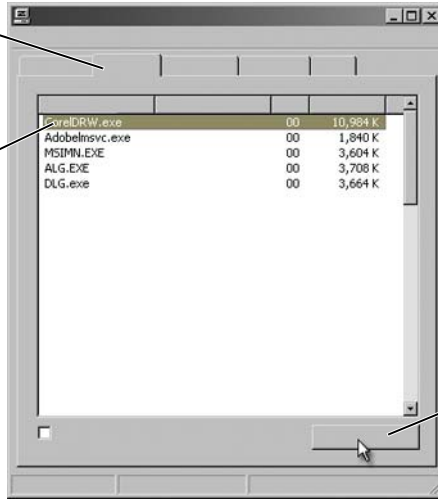 CorelDRW.exe 00 10,984 K
Adobelmsvc.exe 00 1,840 K
MSIMN.EXE 00 3,604 K
ALG.EXE 00 3,708 K
DLG.exe 00 3,664 K